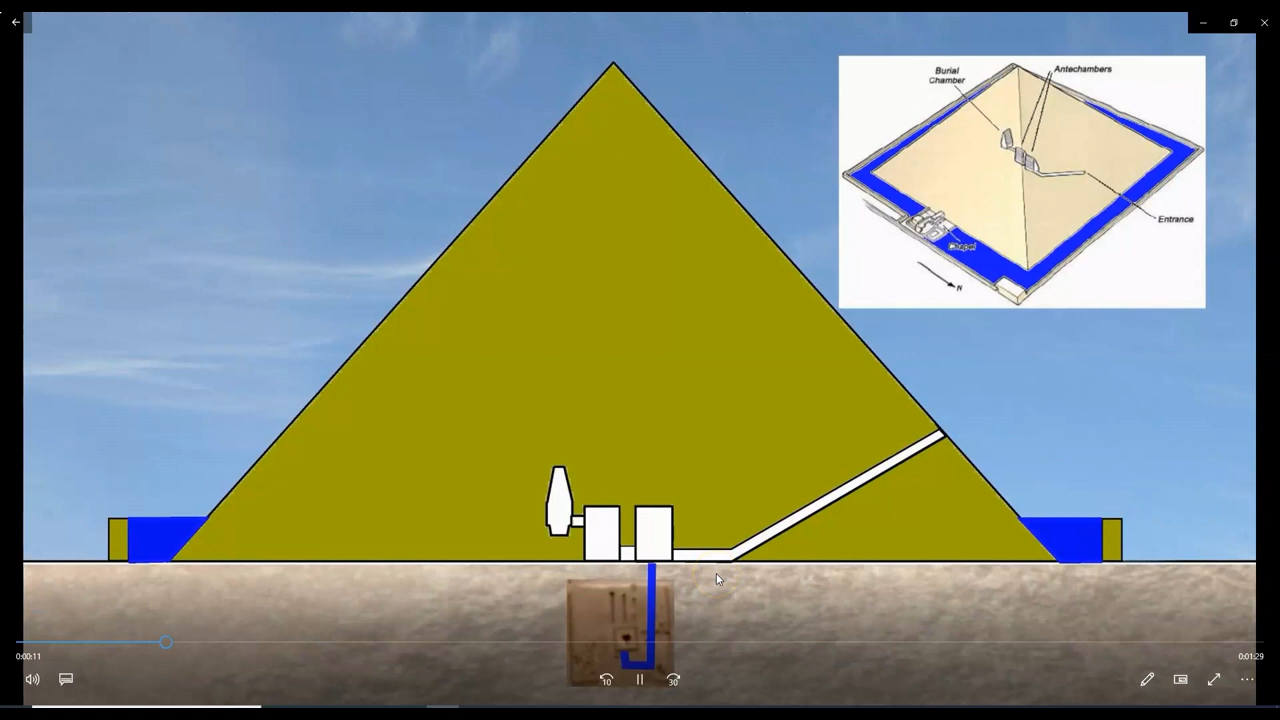 Burial
Chamber
Antechambers
Entrance
Chapel
N
0:00:11
0:01:29
10
30